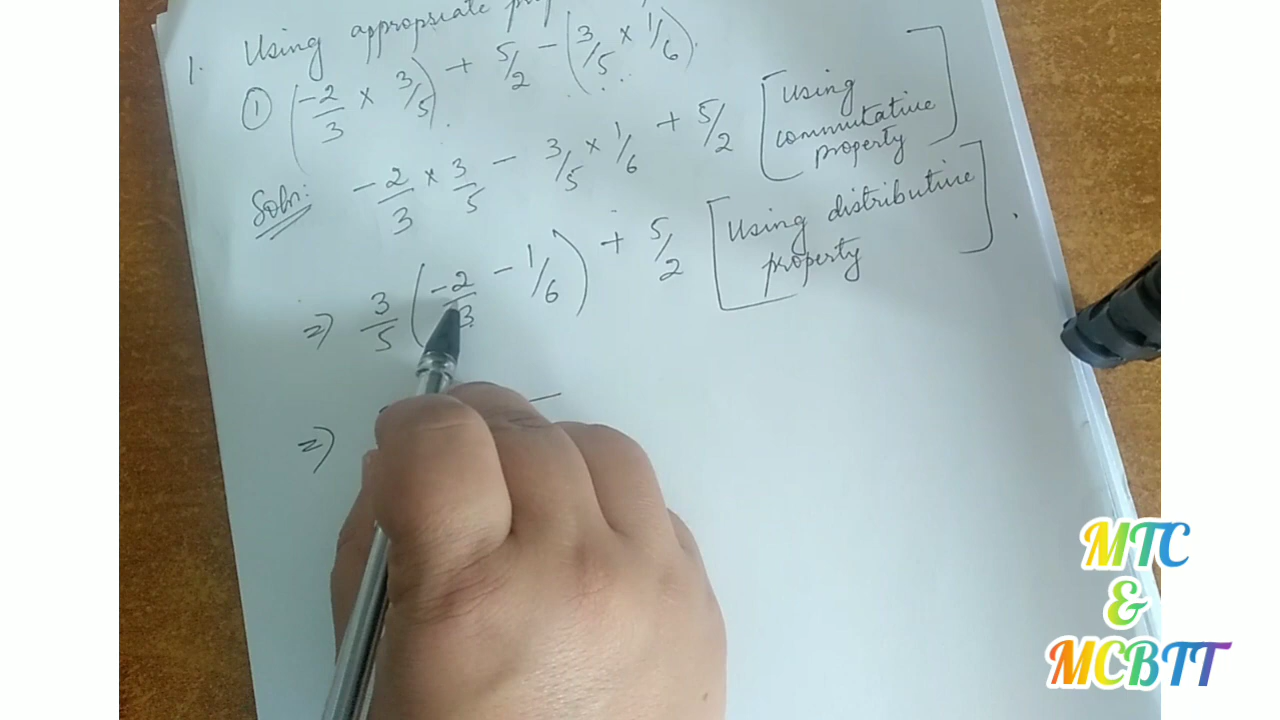 1. Using appropriate
① (-2/3 × 3/5) + 5/2 - (3/5 × 1/6).
Soln: -2/3 × 3/5 - 3/5 × 1/6 + 5/2 [Using commutative property]
=) 3/5 (-2/3 - 1/6) + 5/2 [Using distributive property].
=)
MTC
&
MCBTT